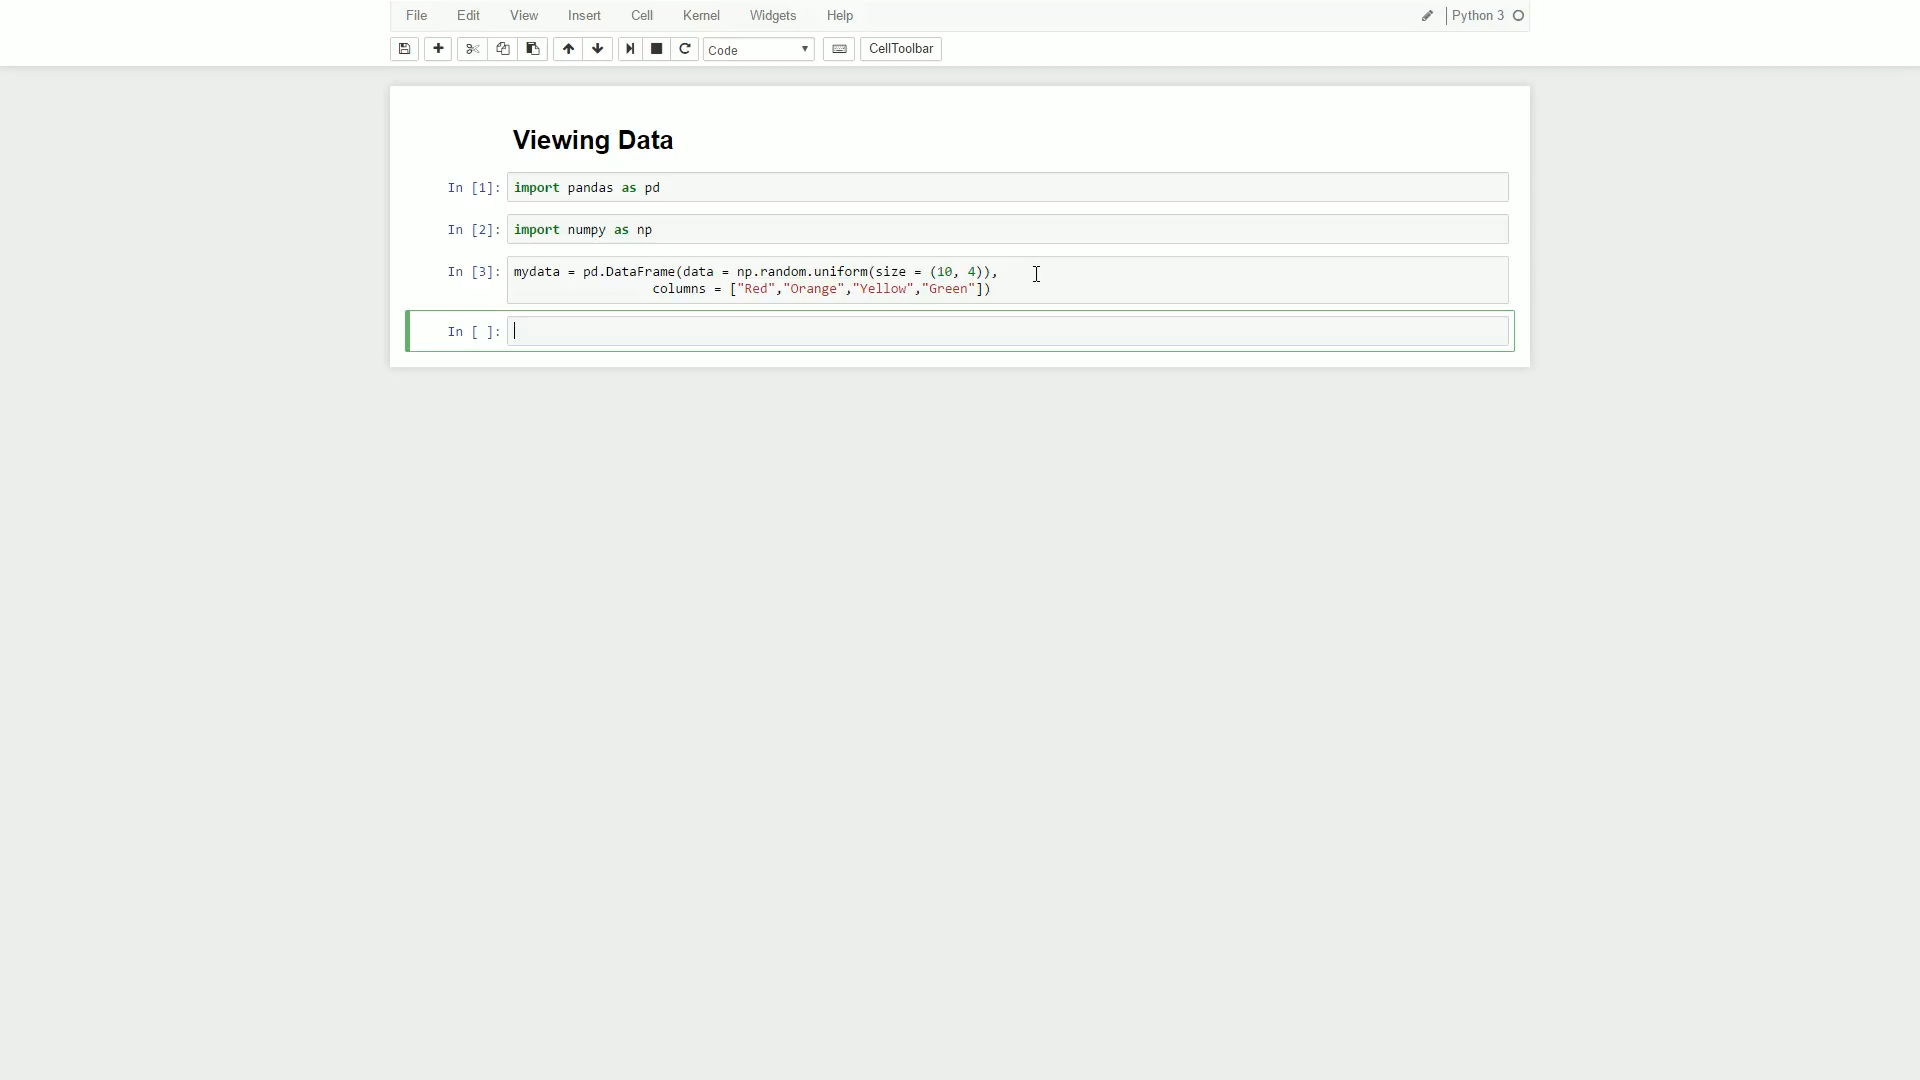 File Edit View Insert Cell Kernel Widgets Help Python 3
Code CellToolbar
Viewing Data
In [1]: import pandas as pd
In [2]: import numpy as np
In [3]: mydata = pd.DataFrame(data = np.random.uniform(size = (10, 4)),
columns = ["Red","Orange","Yellow","Green"])
In [ ]: